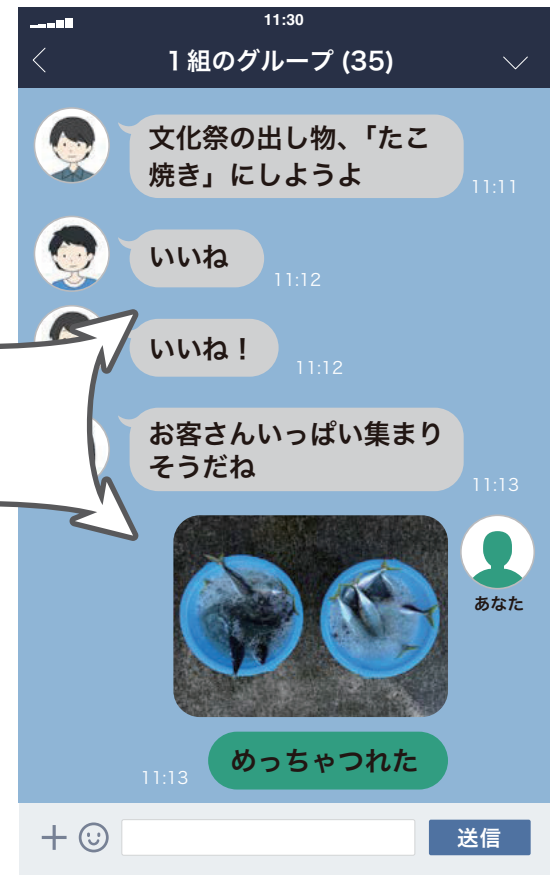 11:30
1組のグループ (35)
文化祭の出し物、「たこ
焼き」にしようよ
11:11
いいね
11:12
いいね！
11:12
お客さんいっぱい集まり
そうだね
11:13
あなた
めっちゃつれた
11:13
送信